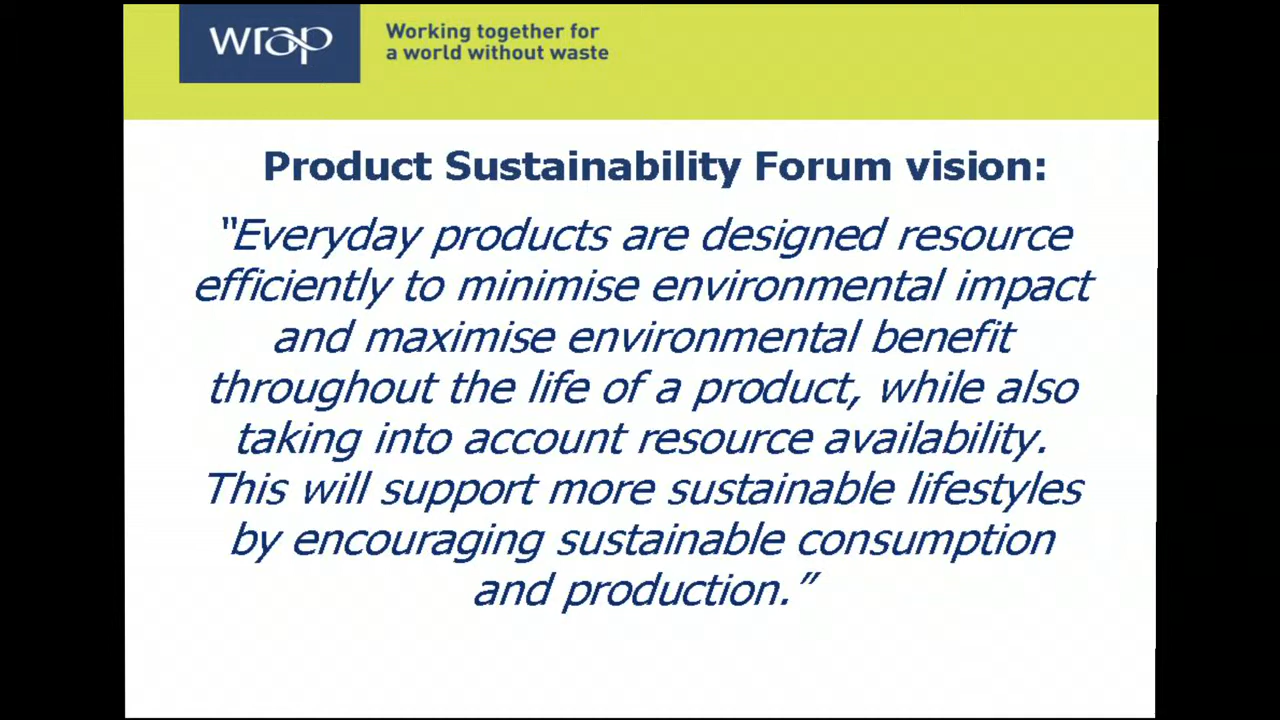 wrap
Working together for
a world without waste
Product Sustainability Forum vision:
“Everyday products are designed resource
efficiently to minimise environmental impact
and maximise environmental benefit
throughout the life of a product, while also
taking into account resource availability.
This will support more sustainable lifestyles
by encouraging sustainable consumption
and production.”